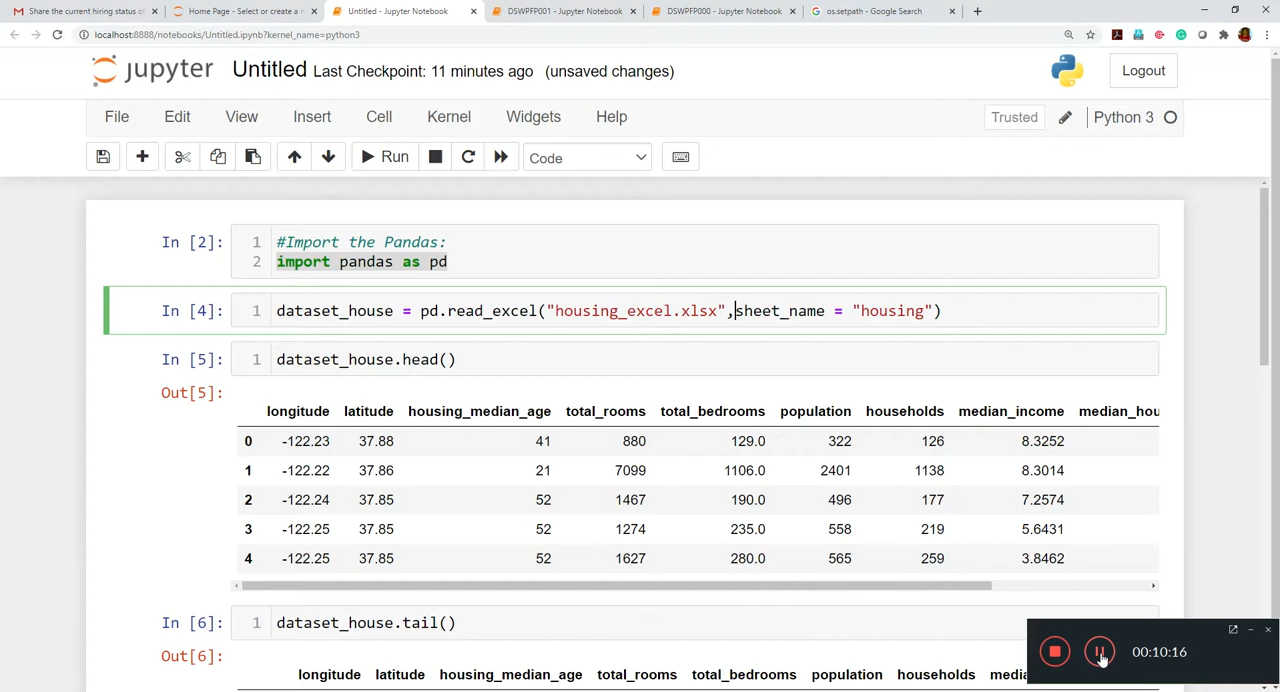 Share the current hiring status of
Home Page - Select or create a n
Untitled - Jupyter Notebook
DSWPFP001 - Jupyter Notebook
DSWPFP000 - Jupyter Notebook
os.setpath - Google Search
localhost:8888/notebooks/Untitled.ipynb?kernel_name=python3
jupyter Untitled Last Checkpoint: 11 minutes ago (unsaved changes)
Logout
File Edit View Insert Cell Kernel Widgets Help
Trusted Python 3
Run Code
In [2]:
1 #Import the Pandas:
2 import pandas as pd
In [4]: 1 dataset_house = pd.read_excel("housing_excel.xlsx",sheet_name = "housing")
In [5]: 1 dataset_house.head()
Out[5]:
longitude latitude housing_median_age total_rooms total_bedrooms population households median_income median_hou
0 -122.23 37.88 41 880 129.0 322 126 8.3252
1 -122.22 37.86 21 7099 1106.0 2401 1138 8.3014
2 -122.24 37.85 52 1467 190.0 496 177 7.2574
3 -122.25 37.85 52 1274 235.0 558 219 5.6431
4 -122.25 37.85 52 1627 280.0 565 259 3.8462
In [6]: 1 dataset_house.tail()
Out[6]:
longitude latitude housing_median_age total_rooms total_bedrooms population households media
00:10:16